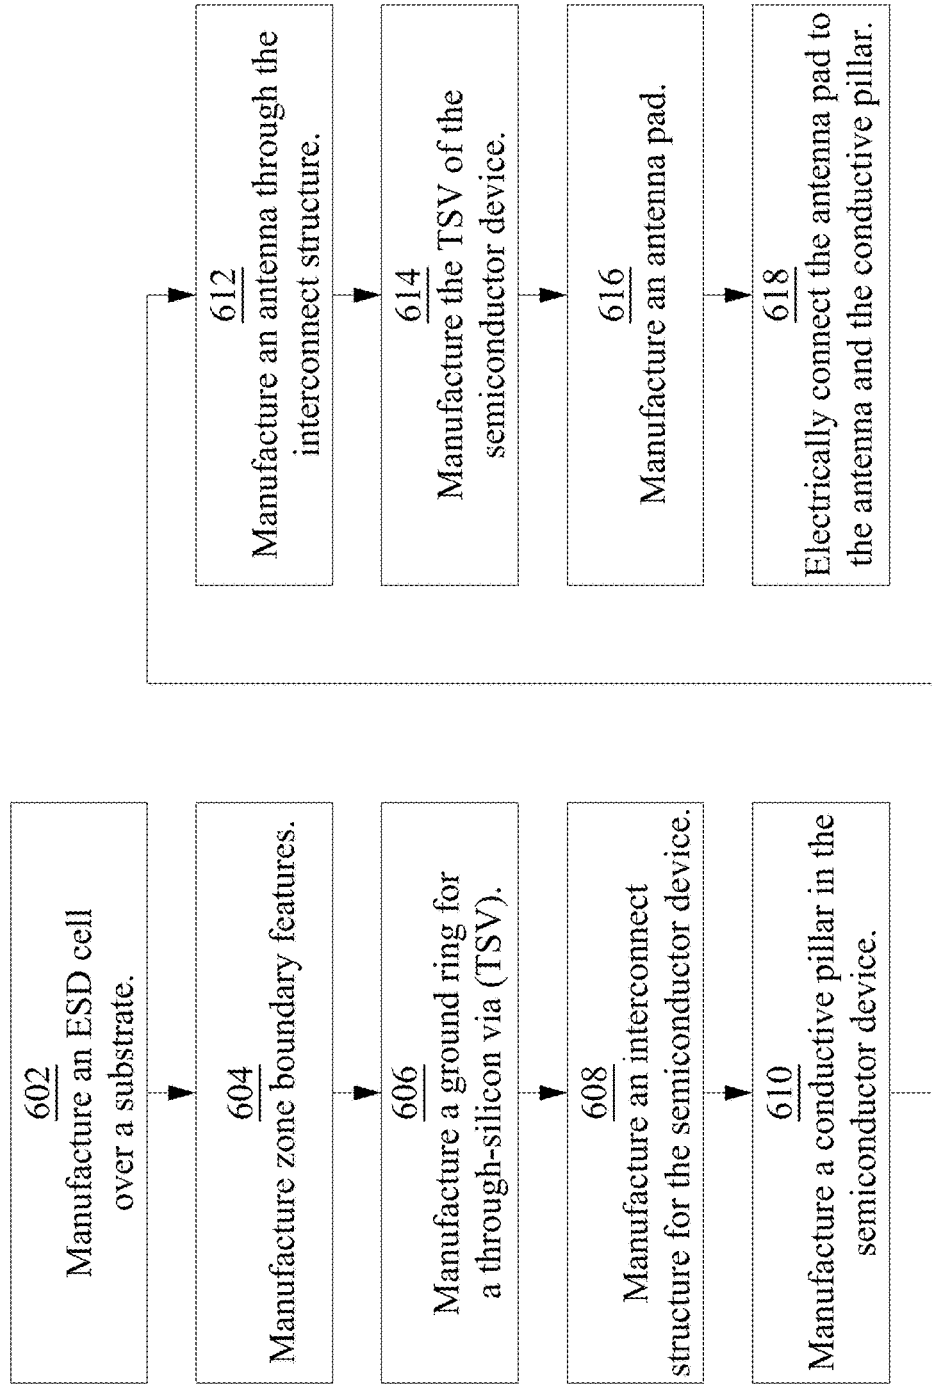 602
Manufacture an ESD cell
over a substrate.
604
Manufacture zone boundary features.
606
Manufacture a ground ring for
a through-silicon via (TSV).
608
Manufacture an interconnect
structure for the semiconductor device.
610
Manufacture a conductive pillar in the
semiconductor device.
612
Manufacture an antenna through the
interconnect structure.
614
Manufacture the TSV of the
semiconductor device.
616
Manufacture an antenna pad.
618
Electrically connect the antenna pad to
the antenna and the conductive pillar.